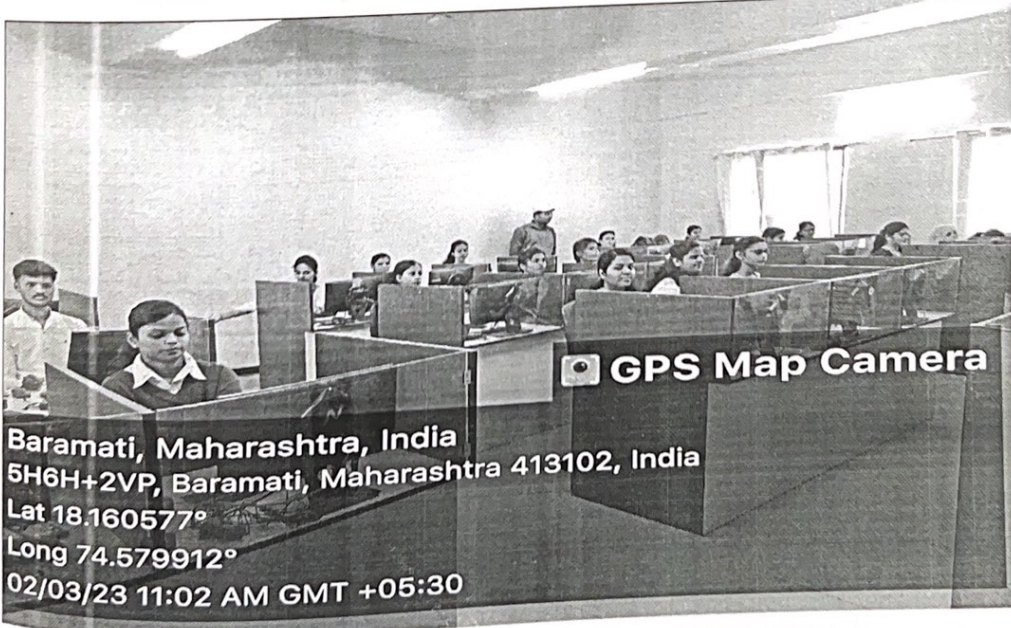 GPS Map Camera
Baramati, Maharashtra, India
5H6H+2VP, Baramati, Maharashtra 413102, India
Lat 18.160577°
Long 74.579912°
02/03/23 11:02 AM GMT +05:30